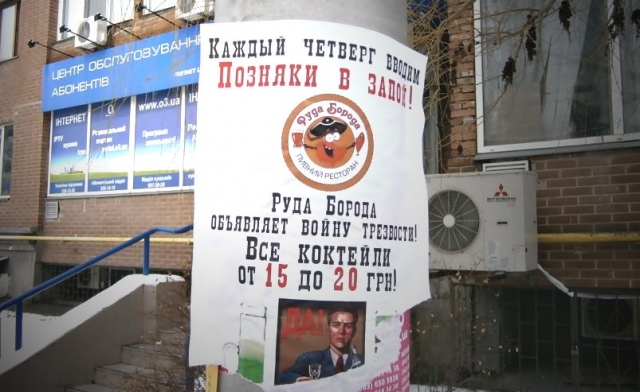 ЦЕНТР ОБСЛУГОВУВАННЯ
АБОНЕНТІВ
ІНТЕРНЕТ
www.o3.ua
КАЖДЫЙ ЧЕТВЕРГ ВВОДИМ
ПОЗНЯКИ В ЗАПОЙ!
Руда Борода
ПИВНИЙ РЕСТОРАН
РУДА БОРОДА
ОБЪЯВЛЯЕТ ВОЙНУ ТРЕЗВОСТИ!
ВСЕ КОКТЕЙЛИ
ОТ 15 ДО 20 ГРН!
ДА!
MITSUBISHI